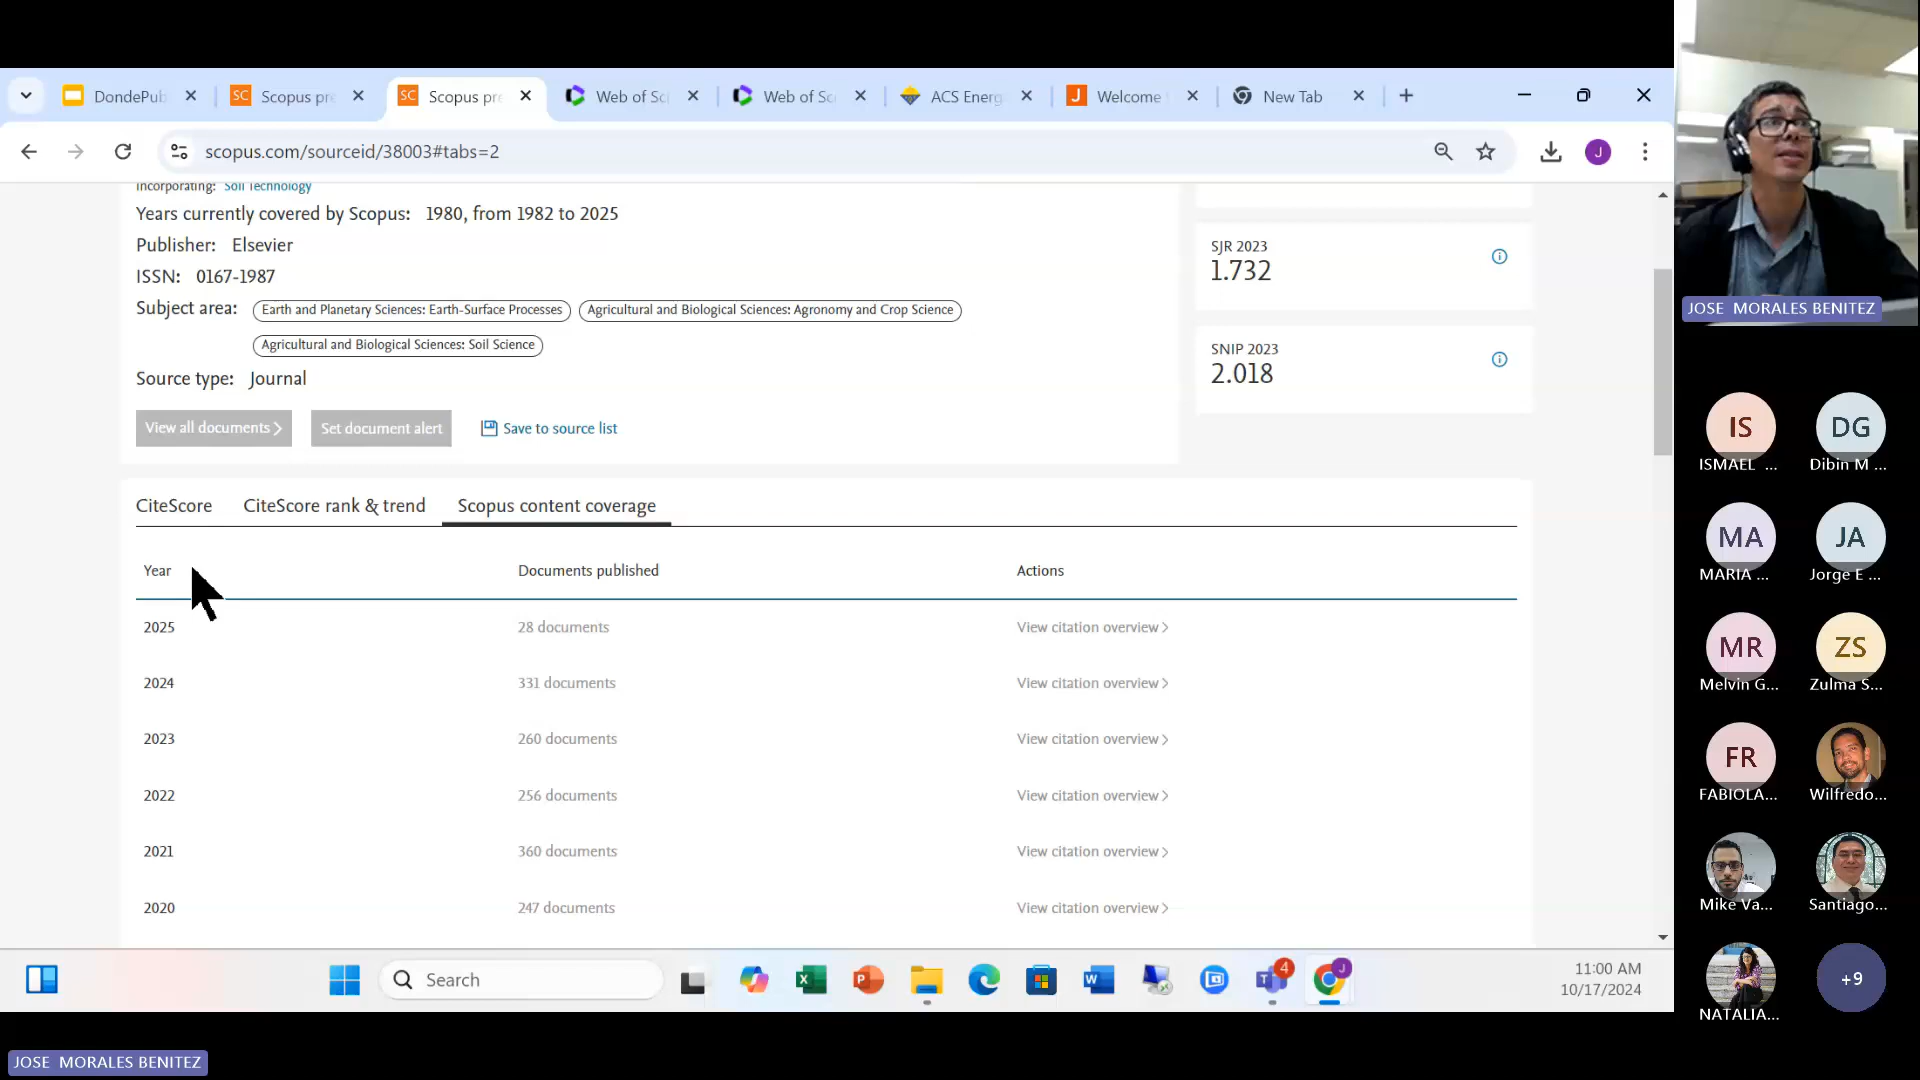 DondePub
Scopus pre
Scopus pre
Web of Sci
Web of Sci
ACS Energ
Welcome
New Tab
scopus.com/sourceid/38003#tabs=2
J
Incorporating: Soil Technology
Years currently covered by Scopus: 1980, from 1982 to 2025
Publisher: Elsevier
ISSN: 0167-1987
Subject area: Earth and Planetary Sciences: Earth-Surface Processes Agricultural and Biological Sciences: Agronomy and Crop Science
Agricultural and Biological Sciences: Soil Science
Source type: Journal
View all documents >
Set document alert
Save to source list
SJR 2023
1.732
SNIP 2023
2.018
CiteScore CiteScore rank & trend Scopus content coverage
Year Documents published Actions
2025 28 documents View citation overview >
2024 331 documents View citation overview >
2023 260 documents View citation overview >
2022 256 documents View citation overview >
2021 360 documents View citation overview >
2020 247 documents View citation overview >
Search
4
11:00 AM
10/17/2024
JOSE MORALES BENITEZ
IS DG
ISMAEL ... Dibin M ...
MA JA
MARIA ... Jorge E ...
MR ZS
Melvin G... Zulma S...
FR
FABIOLA... Wilfredo...
Mike Va... Santiago...
+9
NATALIA...
JOSE MORALES BENITEZ